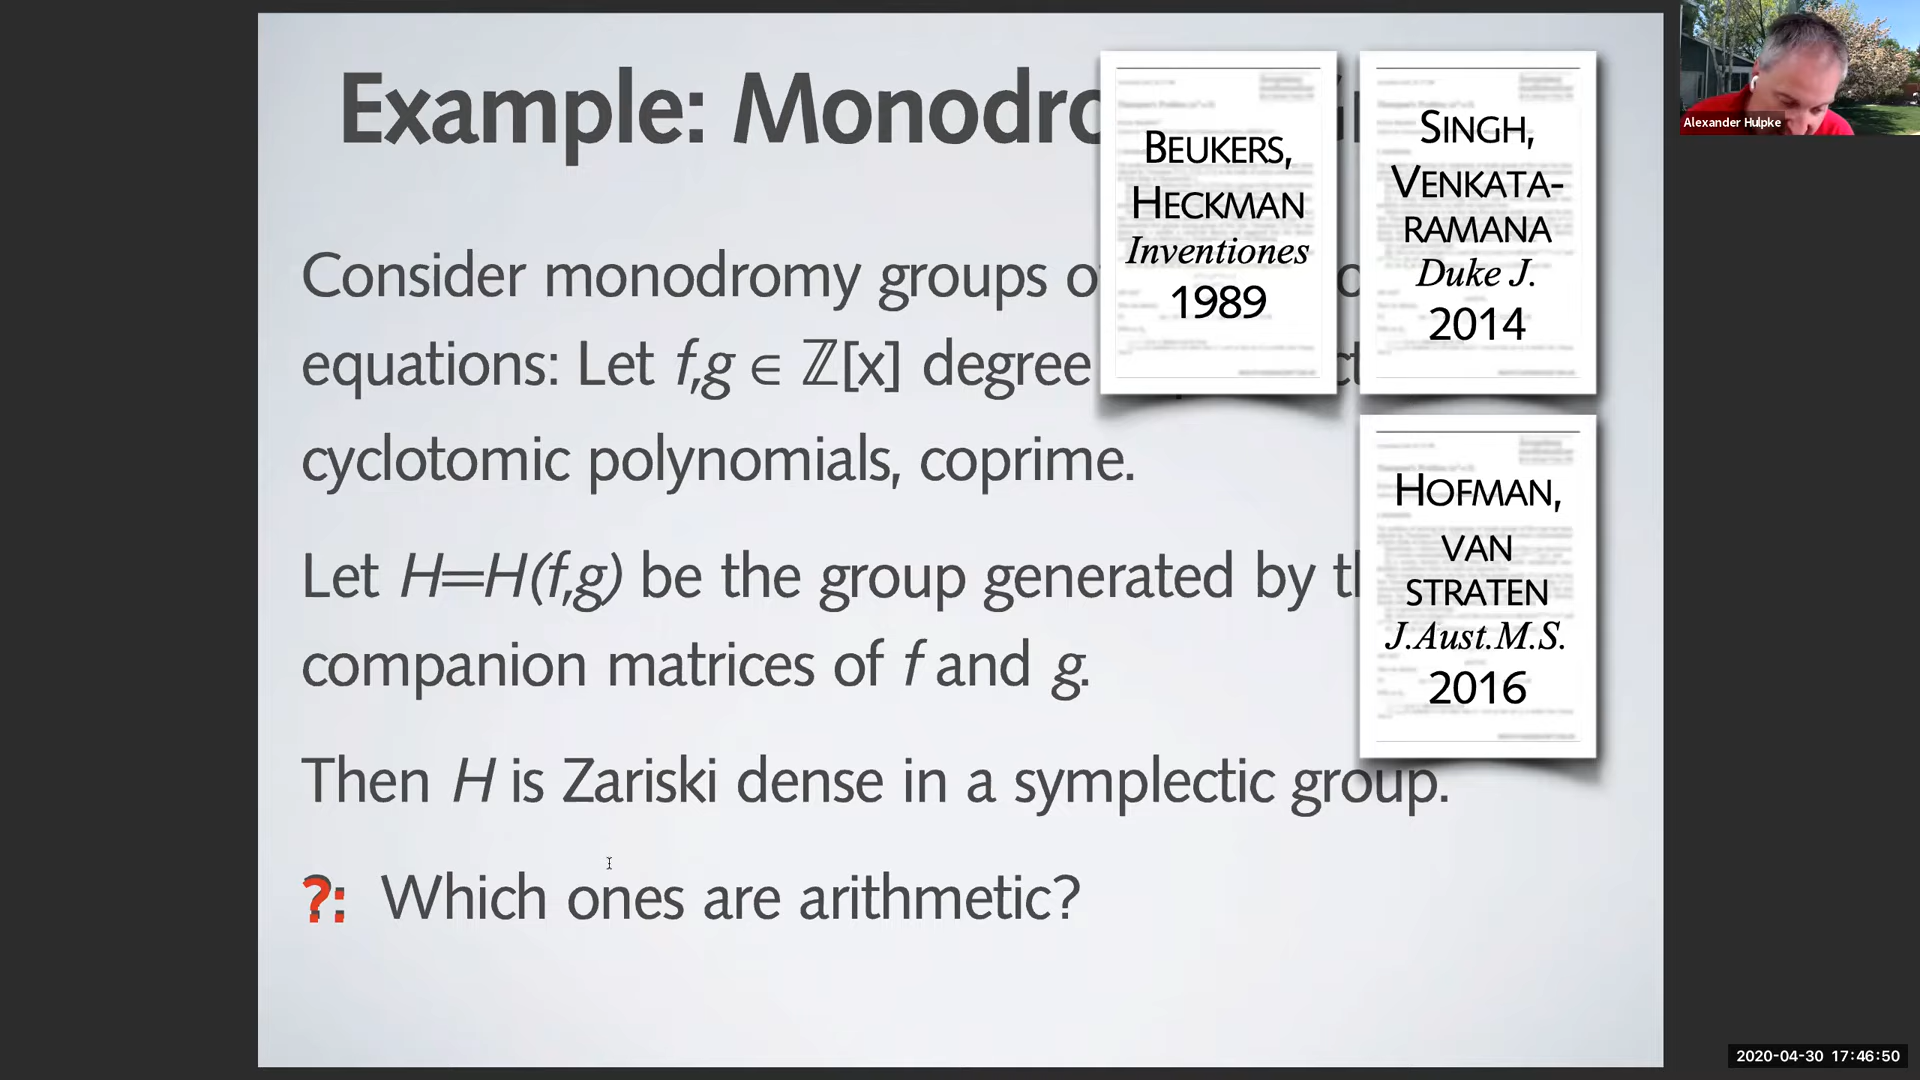 Example: Monodro
Consider monodromy groups o
equations: Let f,g ∈ ℤ[x] degree
cyclotomic polynomials, coprime.
Let H=H(f,g) be the group generated by th
companion matrices of f and g.
Then H is Zariski dense in a symplectic group.
?: Which ones are arithmetic?
BEUKERS,
HECKMAN
Inventiones
1989
SINGH,
VENKATA-
RAMANA
Duke J.
2014
HOFMAN,
VAN
STRATEN
J.Aust.M.S.
2016
Alexander Hulpke
2020-04-30 17:46:50